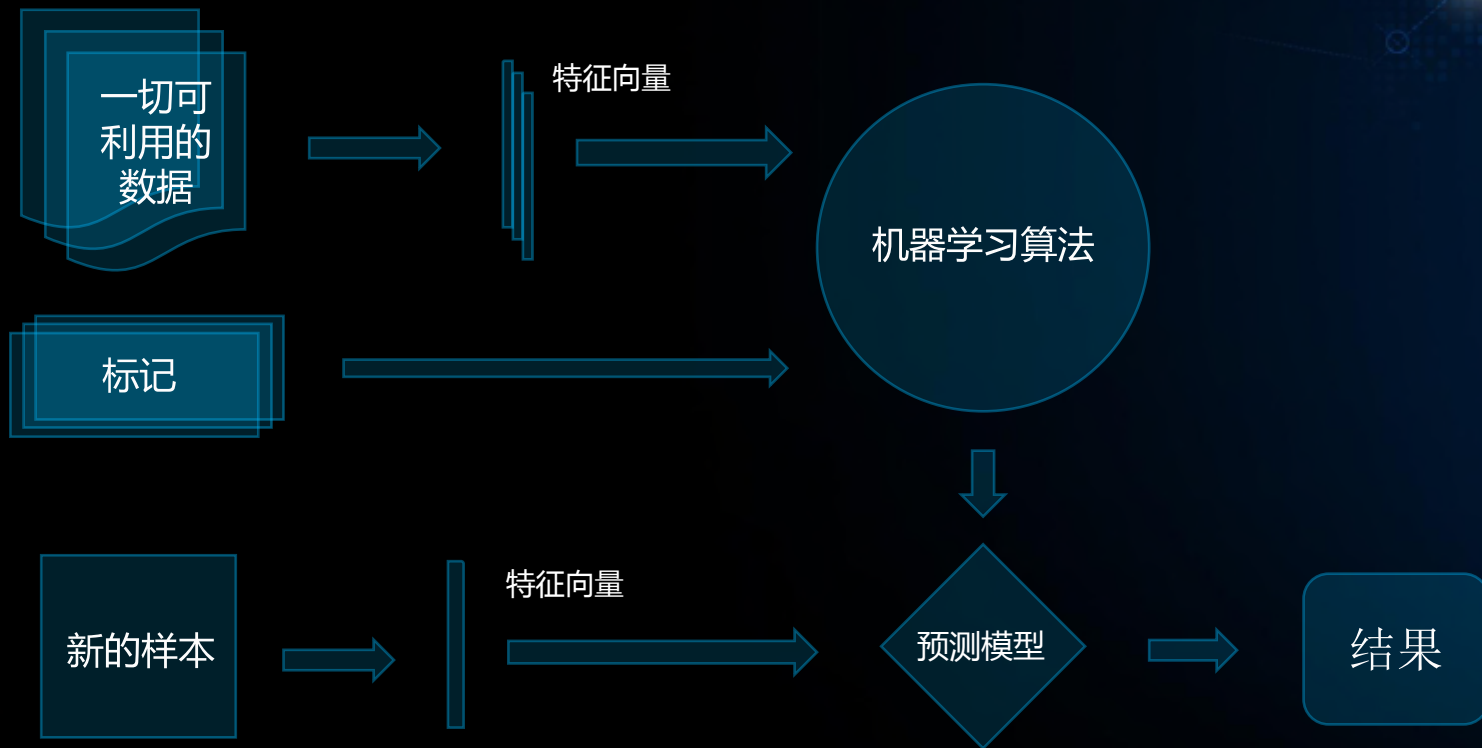 一切可
利用的
数据
特征向量
机器学习算法
标记
特征向量
新的样本
预测模型
结果